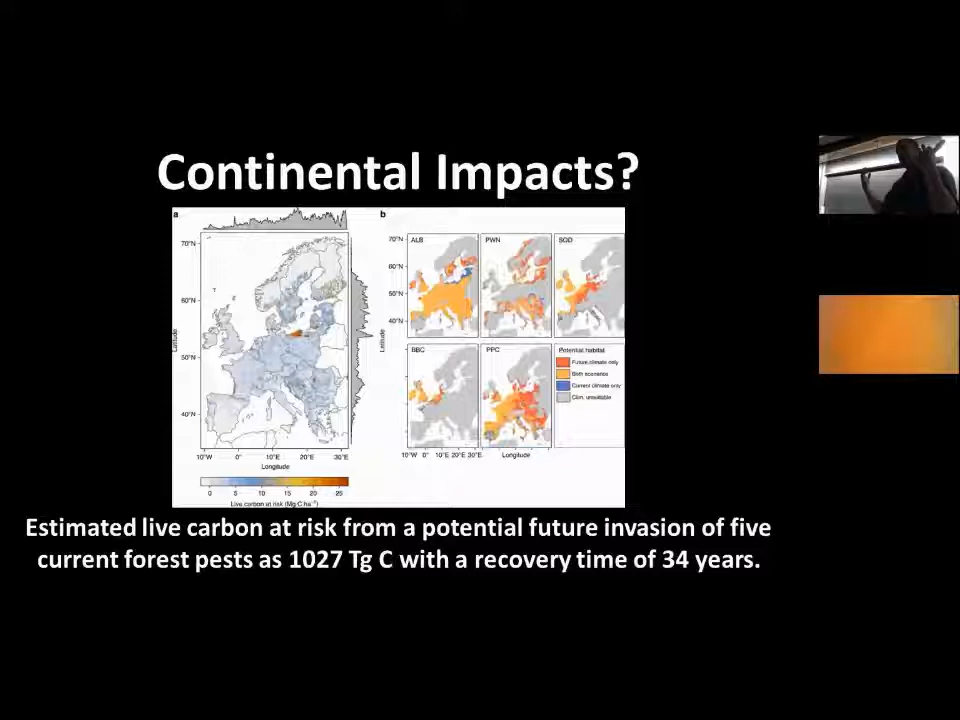 Continental Impacts?
a
b
70°N
60°N
50°N
40°N
Latitude
10°W 0° 10°E 20°E 30°E
Longitude
0 5 10 15 20 25
Live carbon at risk (Mg C ha⁻¹)
70°N
60°N
50°N
40°N
Latitude
ALB PWN SOD
BBC PPC
Potential habitat
Future climate only
Both scenarios
Current climate only
Clim. unsuitable
10°W 0° 10°E 20°E 30°E
Longitude
Estimated live carbon at risk from a potential future invasion of five
current forest pests as 1027 Tg C with a recovery time of 34 years.